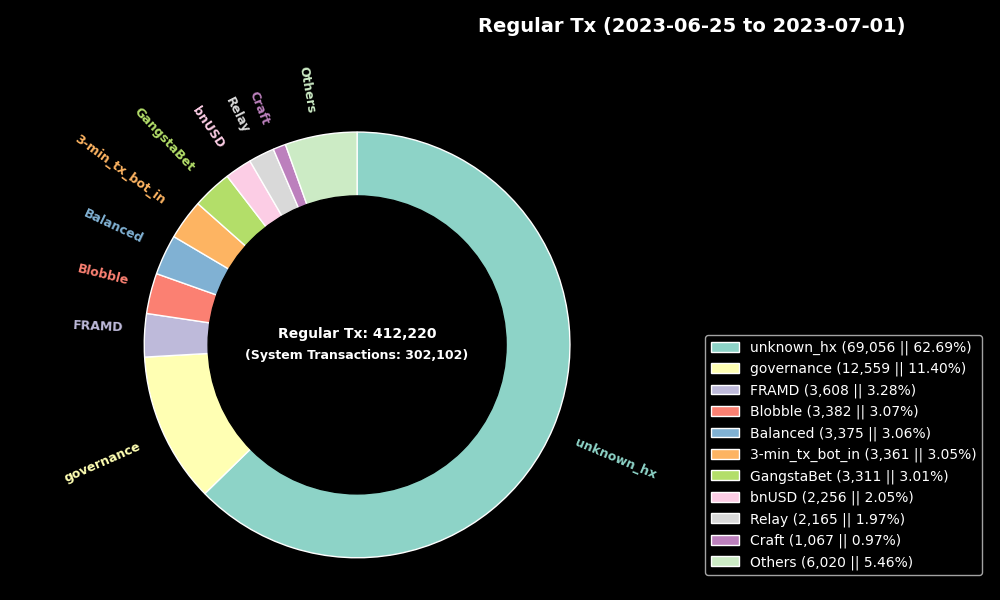 Regular Tx (2023-06-25 to 2023-07-01)
Others
Craft
Relay
bnUSD
GangstaBet
3-min_tx_bot_in
Balanced
Blobble
FRAMD
governance
unknown_hx
Regular Tx: 412,220
(System Transactions: 302,102)
unknown_hx (69,056 || 62.69%)
governance (12,559 || 11.40%)
FRAMD (3,608 || 3.28%)
Blobble (3,382 || 3.07%)
Balanced (3,375 || 3.06%)
3-min_tx_bot_in (3,361 || 3.05%)
GangstaBet (3,311 || 3.01%)
bnUSD (2,256 || 2.05%)
Relay (2,165 || 1.97%)
Craft (1,067 || 0.97%)
Others (6,020 || 5.46%)